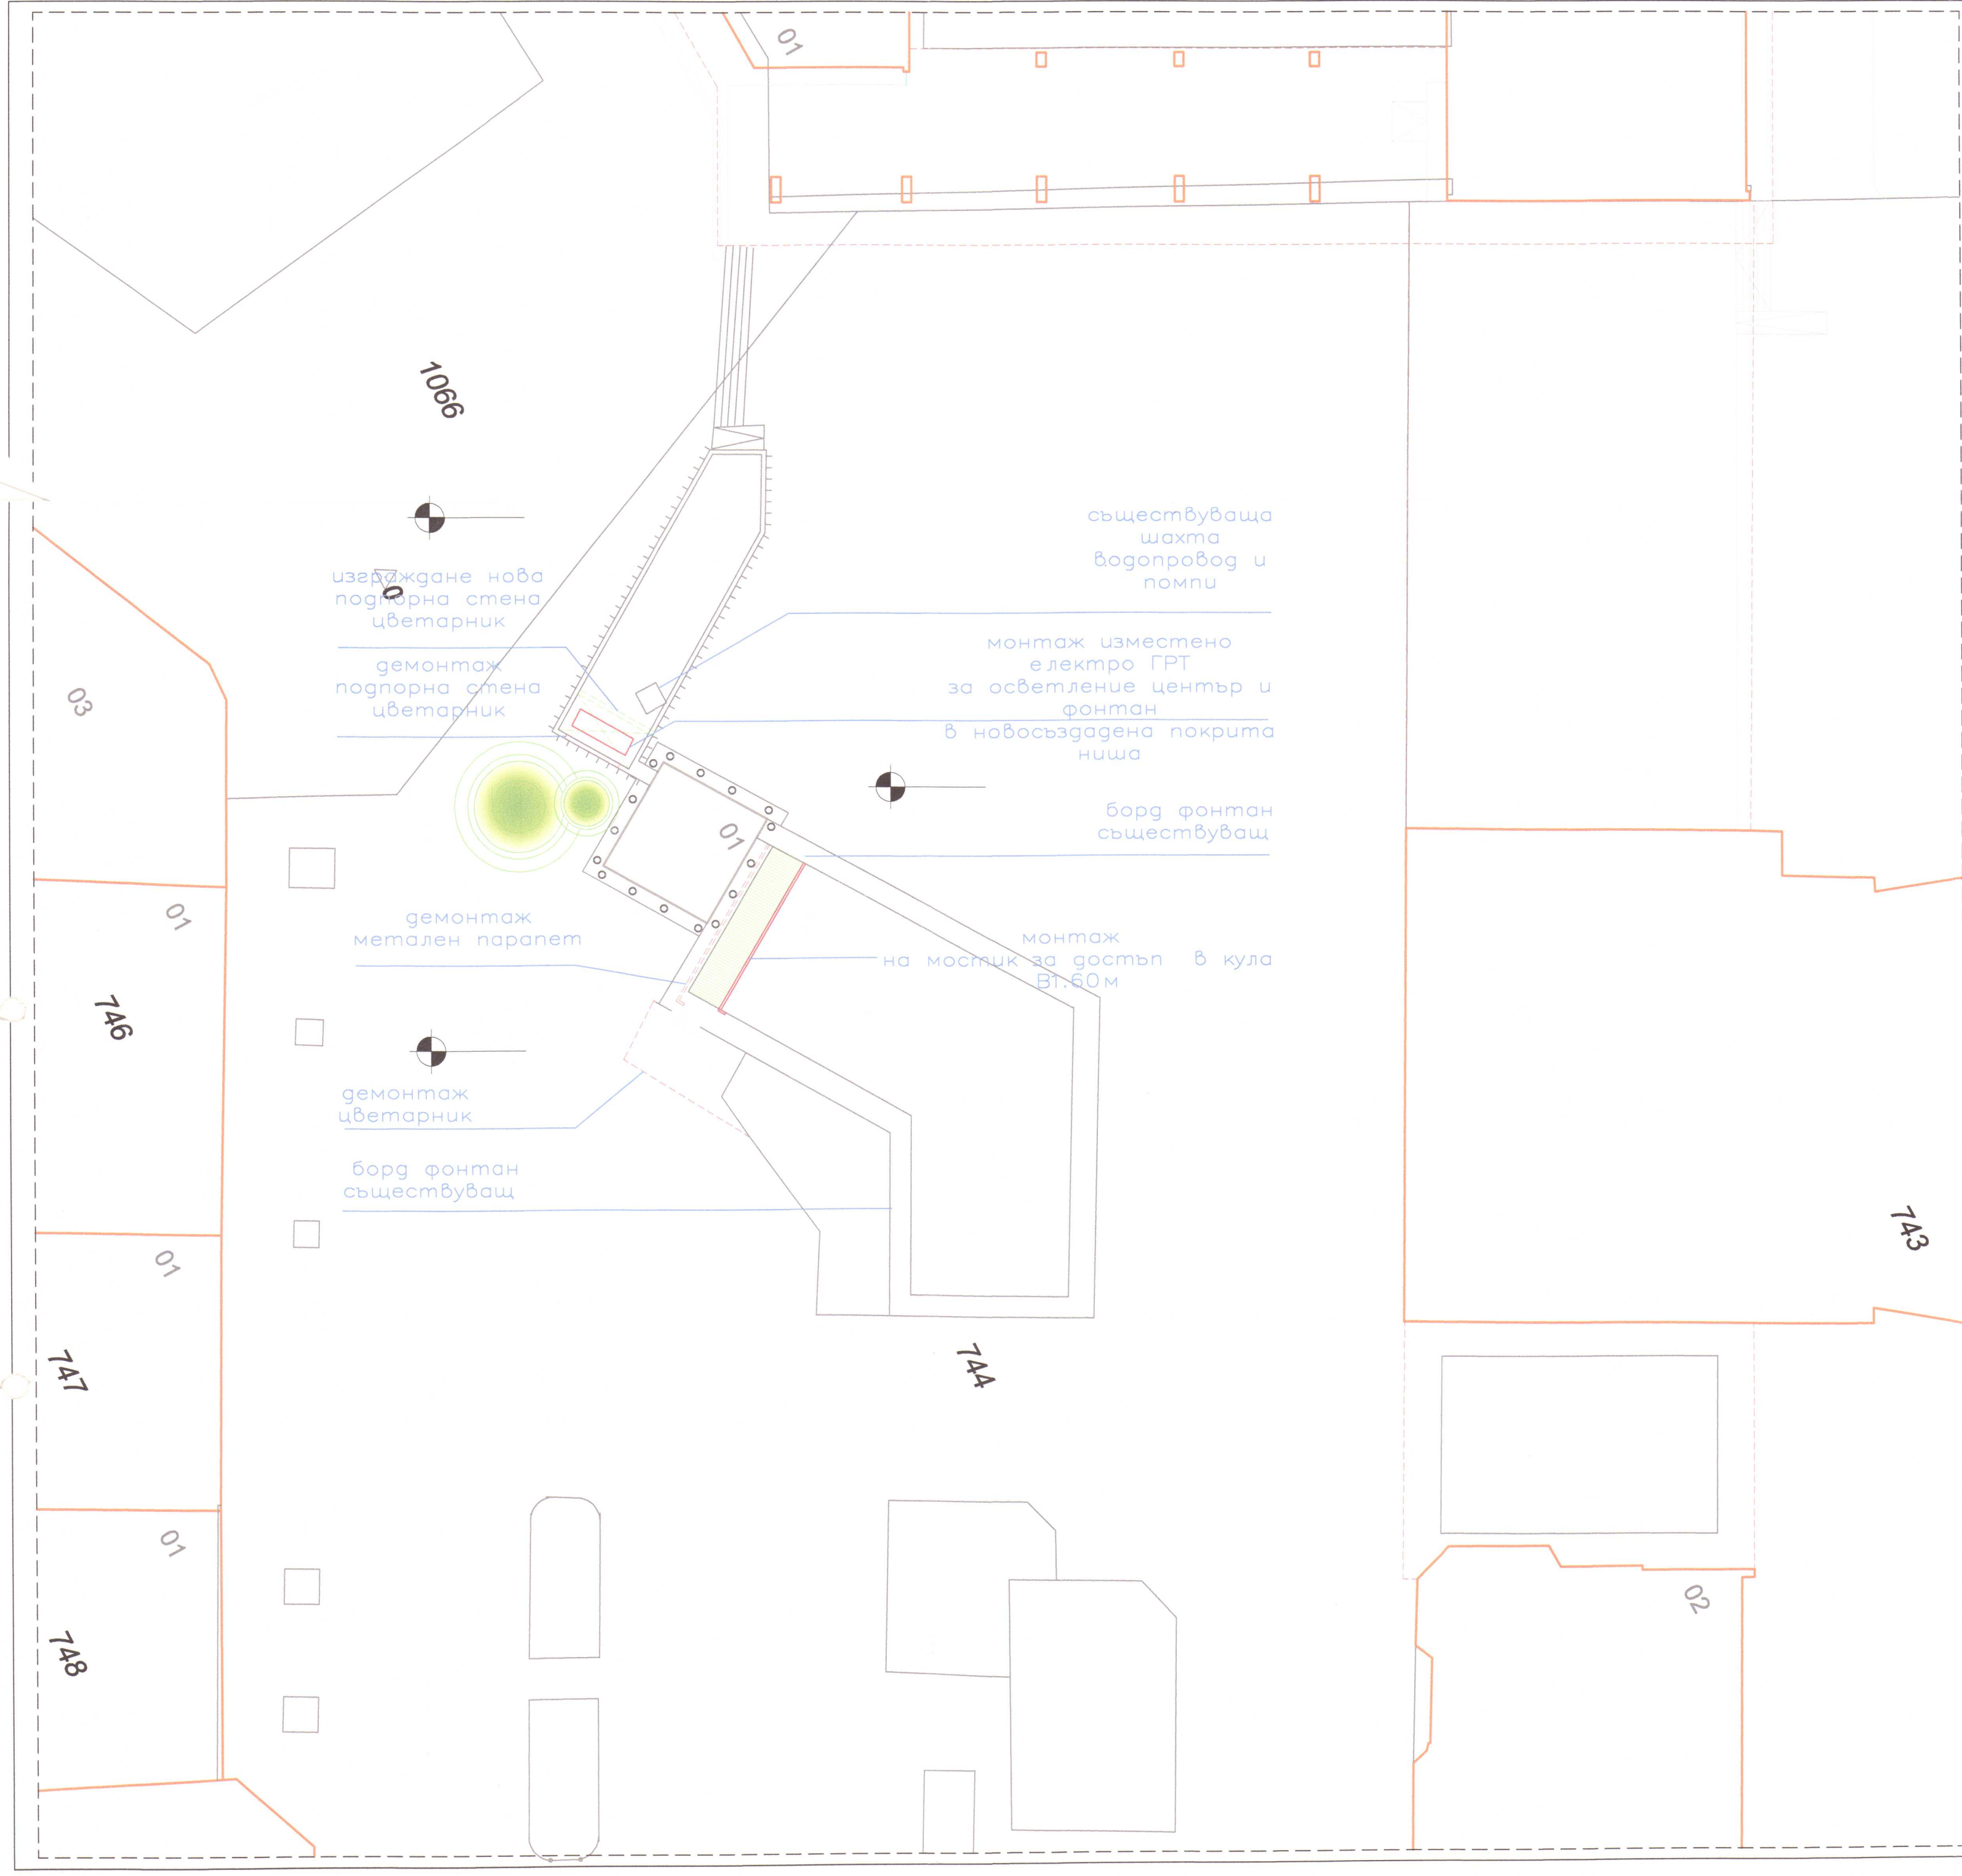 01
1066
0
съществуваща
шахта
водопровод и
помпи
изграждане нова
подпорна стена
цветарник
монтаж изместено
електро ГРТ
за осветление център и
фонтан
в новосъздадена покрита
ниша
демонтаж
подпорна стена
цветарник
03
01
борд фонтан
съществуващ
01
демонтаж
метален парапет
монтаж
на мостик за достъп в кула
В1.60м
746
демонтаж
цветарник
борд фонтан
съществуващ
743
01
747
744
01
02
748